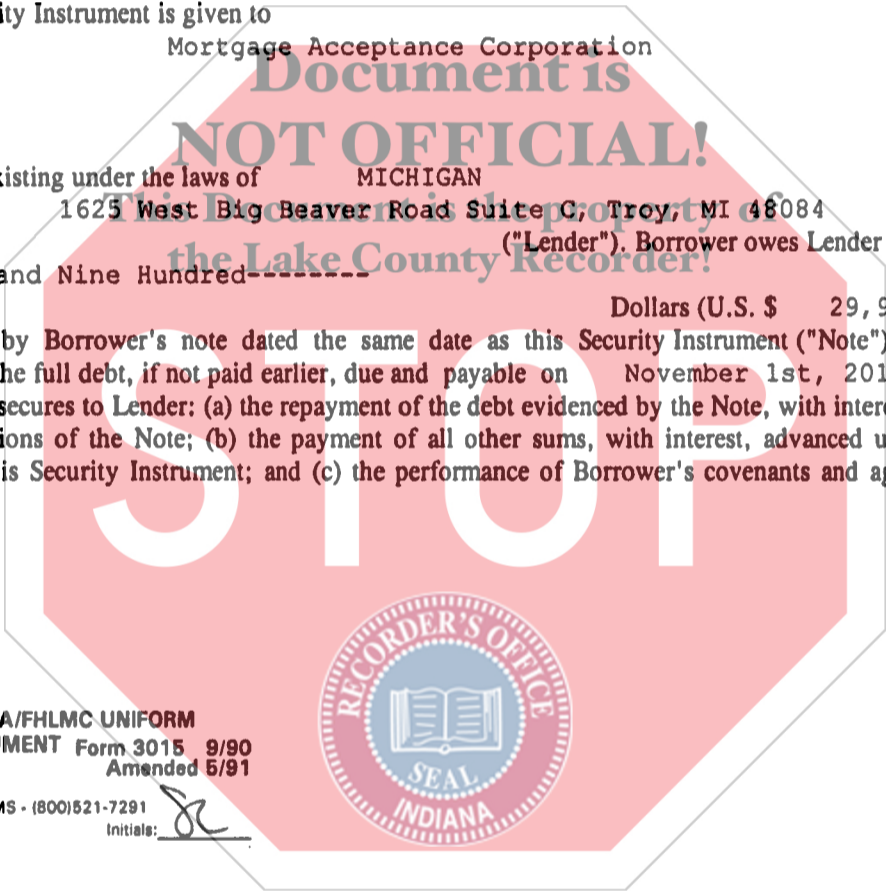 ity Instrument is given to
Mortgage Acceptance Corporation
Document is
NOT OFFICIAL!
xisting under the laws of MICHIGAN
This Document is the property of
1625 West Big Beaver Road Suite C, Troy, MI 48084
("Lender"). Borrower owes Lender
the Lake County Recorder!
and Nine Hundred--------
Dollars (U.S. $ 29,9
by Borrower's note dated the same date as this Security Instrument ("Note")
he full debt, if not paid earlier, due and payable on November 1st, 201
secures to Lender: (a) the repayment of the debt evidenced by the Note, with inter
ions of the Note; (b) the payment of all other sums, with interest, advanced u
is Security Instrument; and (c) the performance of Borrower's covenants and ag
STOP
RECORDER'S OFFICE
SEAL
INDIANA
A/FHLMC UNIFORM
MENT Form 3015 9/90
Amended 5/91
MS - (800)521-7291
Initials: